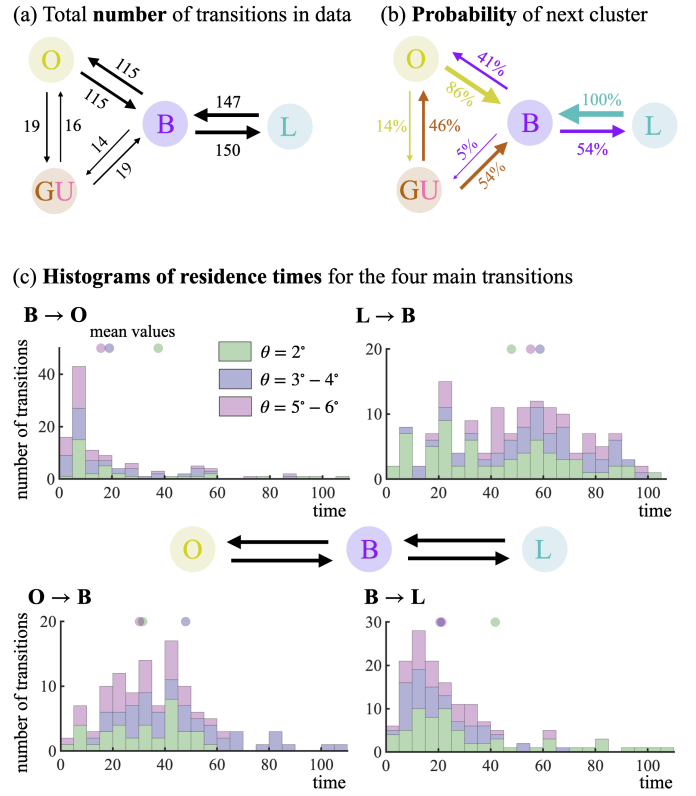 (a) Total number of transitions in data
O
115
115
B
147
150
L
19
16
14
19
GU
(b) Probability of next cluster
O
41%
86%
B
100%
54%
L
14%
46%
5%
54%
GU
(c) Histograms of residence times for the four main transitions
B → O
mean values
number of transitions
40
20
0
0 20 40 60 80 100
time
θ = 2°
θ = 3° − 4°
θ = 5° − 6°
L → B
20
10
0
0 20 40 60 80 100
time
O
B
L
O → B
number of transitions
20
10
0
0 20 40 60 80 100
time
B → L
30
20
10
0
0 20 40 60 80 100
time